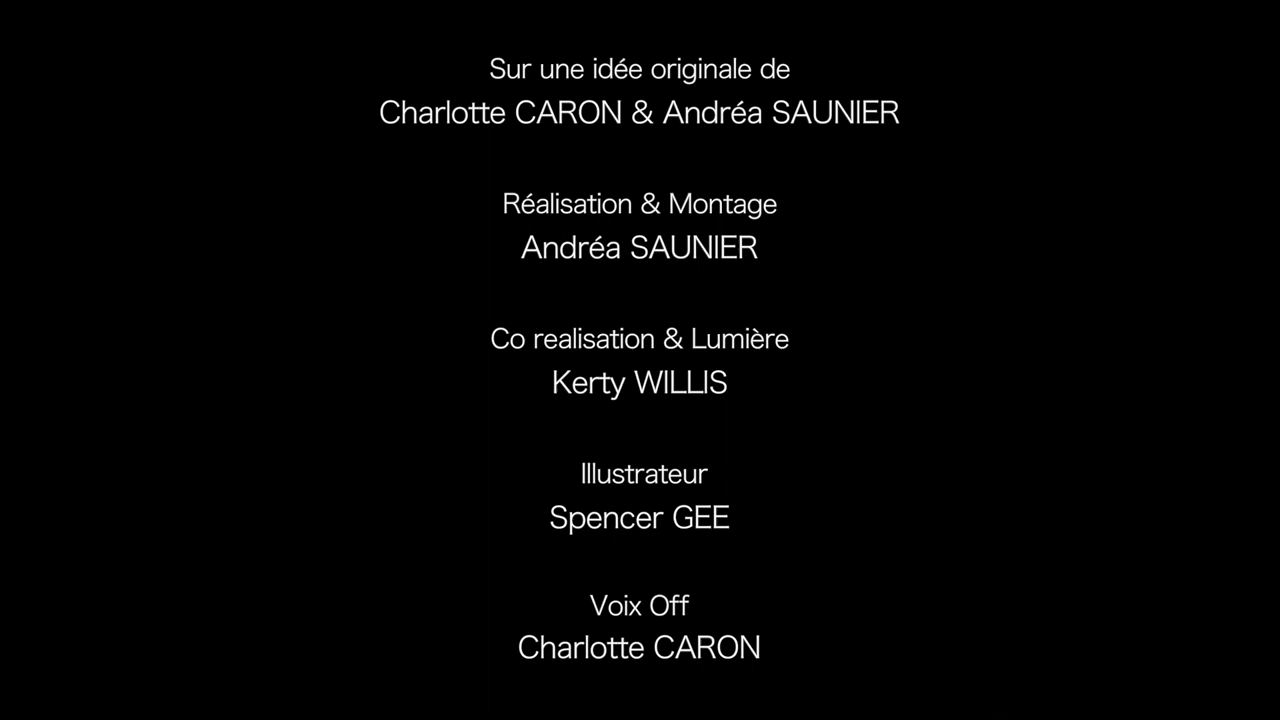 Sur une idée originale de
Charlotte CARON & Andréa SAUNIER
Réalisation & Montage
Andréa SAUNIER
Co realisation & Lumière
Kerty WILLIS
Illustrateur
Spencer GEE
Voix Off
Charlotte CARON